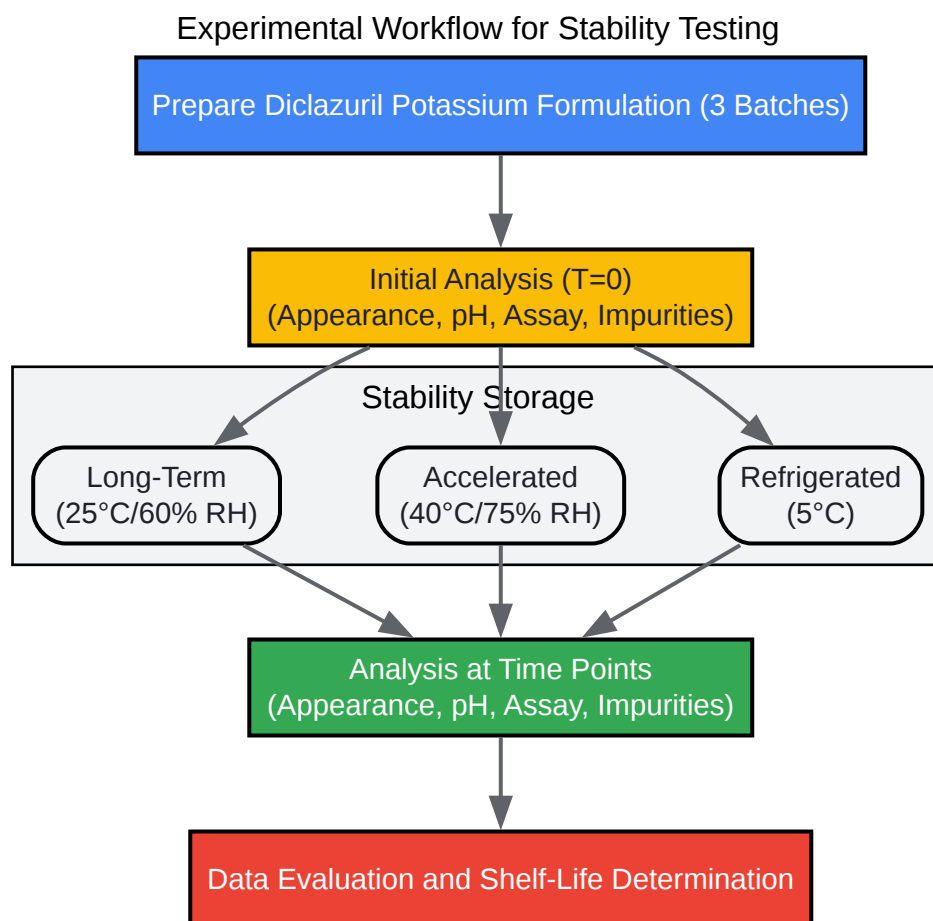 Experimental Workflow for Stability Testing
Prepare Diclazuril Potassium Formulation (3 Batches)
Initial Analysis (T=0)
(Appearance, pH, Assay, Impurities)
Stability Storage
Long-Term
(25°C/60% RH)
Accelerated
(40°C/75% RH)
Refrigerated
(5°C)
Analysis at Time Points
(Appearance, pH, Assay, Impurities)
Data Evaluation and Shelf-Life Determination